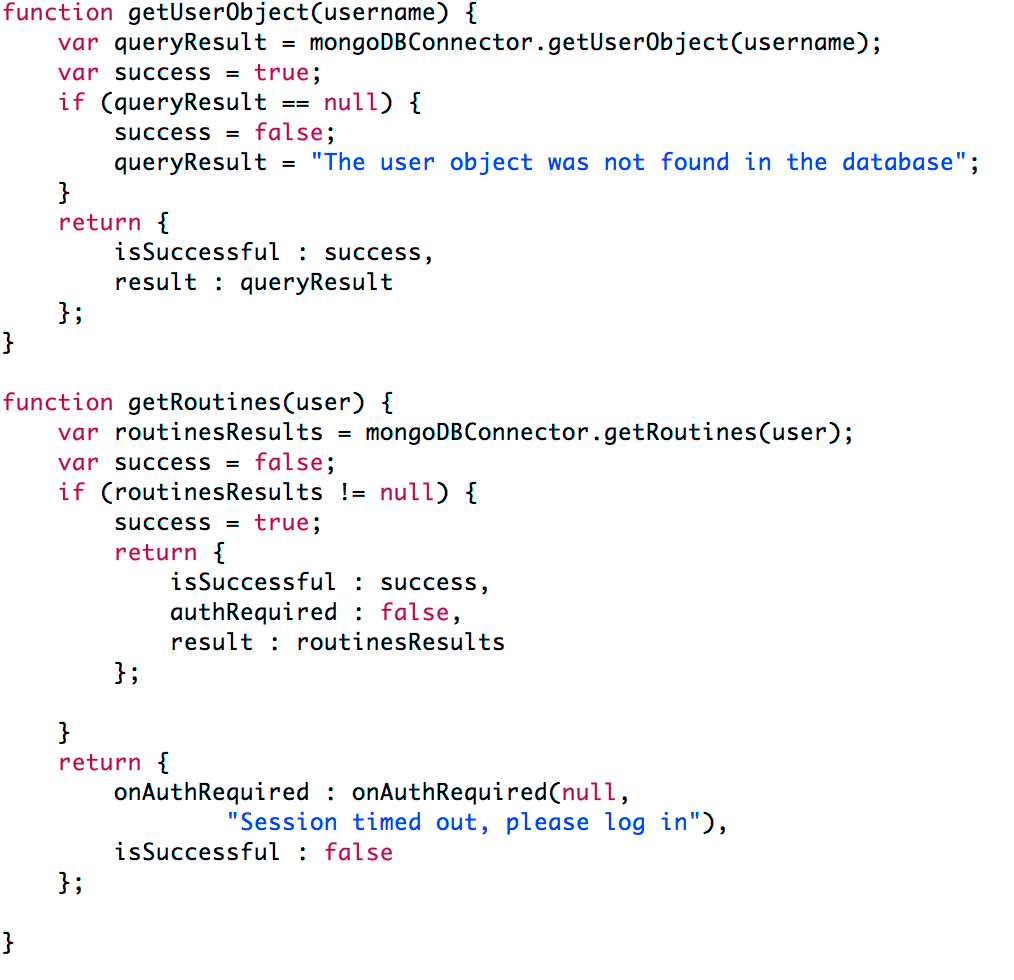 function getUserObject(username) {
    var queryResult = mongoDBConnector.getUserObject(username);
    var success = true;
    if (queryResult == null) {
        success = false;
        queryResult = "The user object was not found in the database";
    }
    return {
        isSuccessful : success,
        result : queryResult
    };
}

function getRoutines(user) {
    var routinesResults = mongoDBConnector.getRoutines(user);
    var success = false;
    if (routinesResults != null) {
        success = true;
        return {
            isSuccessful : success,
            authRequired : false,
            result : routinesResults
        };

    }
    return {
        onAuthRequired : onAuthRequired(null,
                "Session timed out, please log in"),
        isSuccessful : false
    };

}